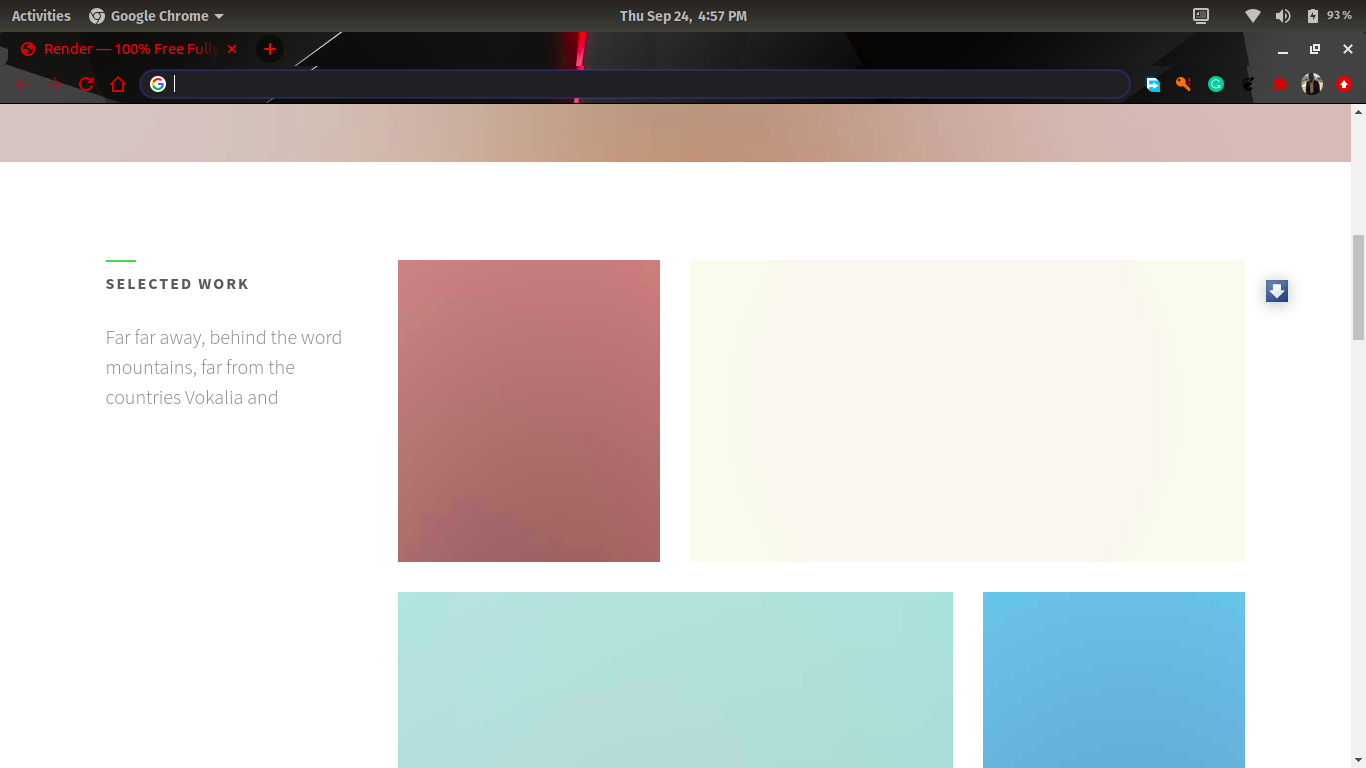 Activities
Google Chrome
Thu Sep 24, 4:57 PM
93 %
Render — 100% Free Fully
SELECTED WORK
Far far away, behind the word
mountains, far from the
countries Vokalia and